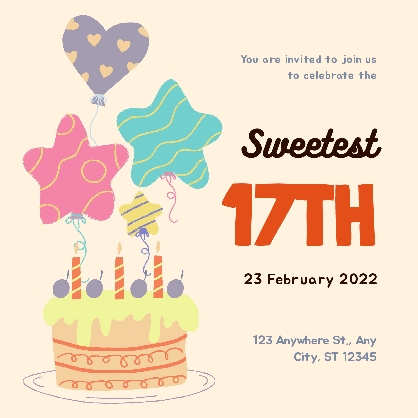 You are invited to join us
to celebrate the
Sweetest
17TH
23 February 2022
123 Anywhere St., Any
City, ST 12345